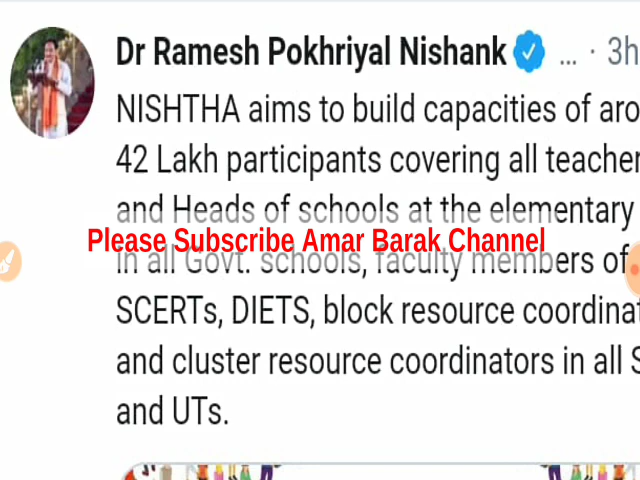 Dr Ramesh Pokhriyal Nishank ... · 3h
NISHTHA aims to build capacities of aro
42 Lakh participants covering all teacher
and Heads of schools at the elementary
Please Subscribe Amar Barak Channel
in all Govt. schools, faculty members of
SCERTs, DIETS, block resource coordinat
and cluster resource coordinators in all S
and UTs.